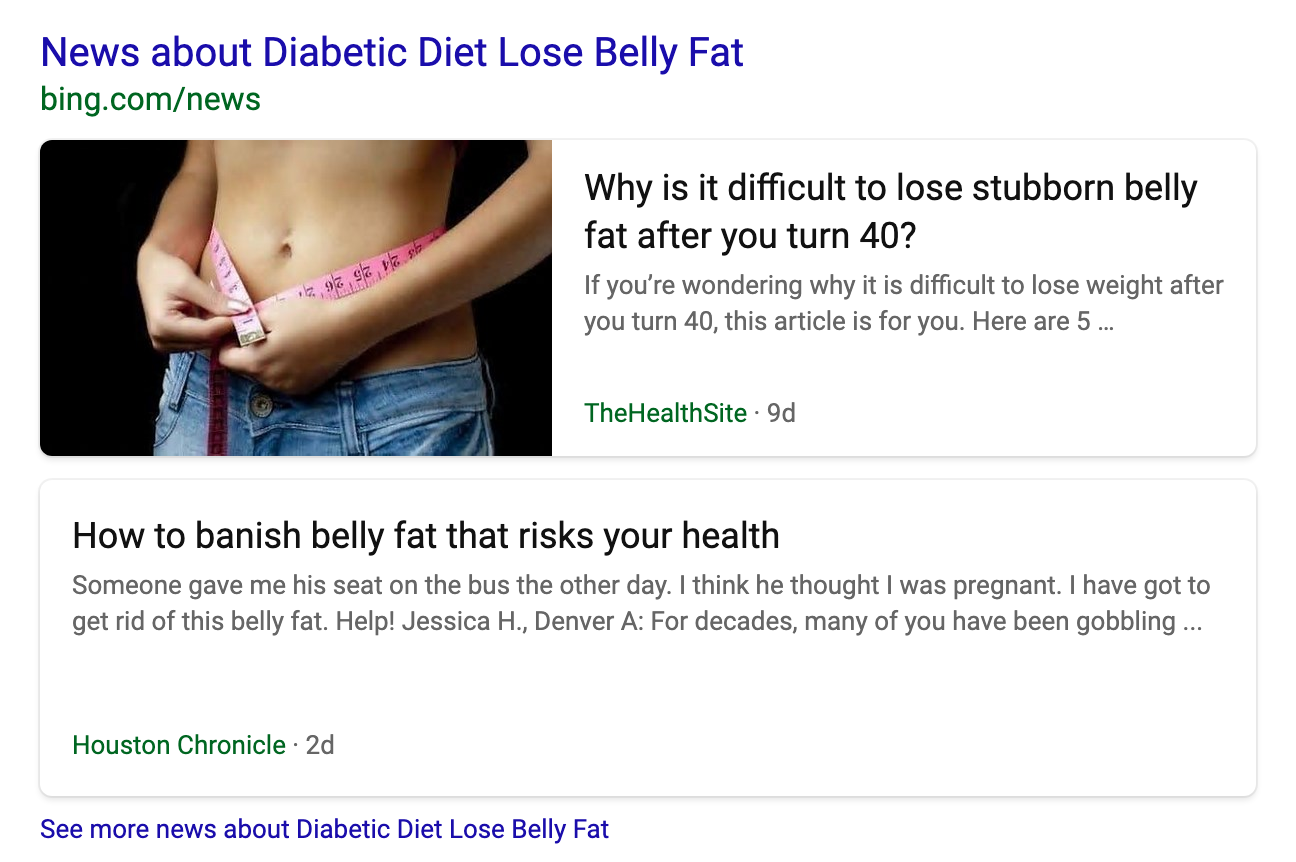 News about Diabetic Diet Lose Belly Fat
bing.com/news
Why is it difficult to lose stubborn belly
fat after you turn 40?
If you’re wondering why it is difficult to lose weight after
you turn 40, this article is for you. Here are 5 ...
TheHealthSite · 9d
24
25
26
How to banish belly fat that risks your health
Someone gave me his seat on the bus the other day. I think he thought I was pregnant. I have got to
get rid of this belly fat. Help! Jessica H., Denver A: For decades, many of you have been gobbling ...
Houston Chronicle · 2d
See more news about Diabetic Diet Lose Belly Fat